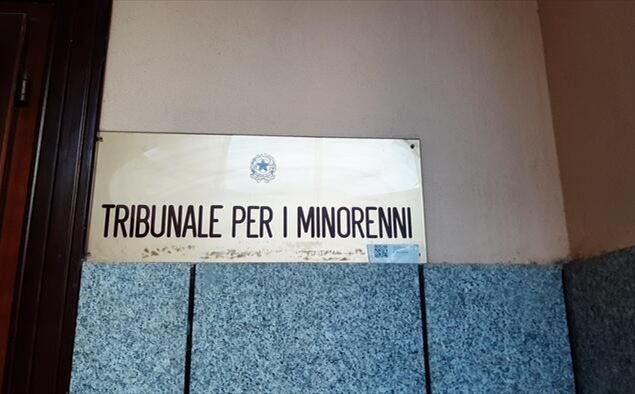 TRIBUNALE PER I MINORENNI